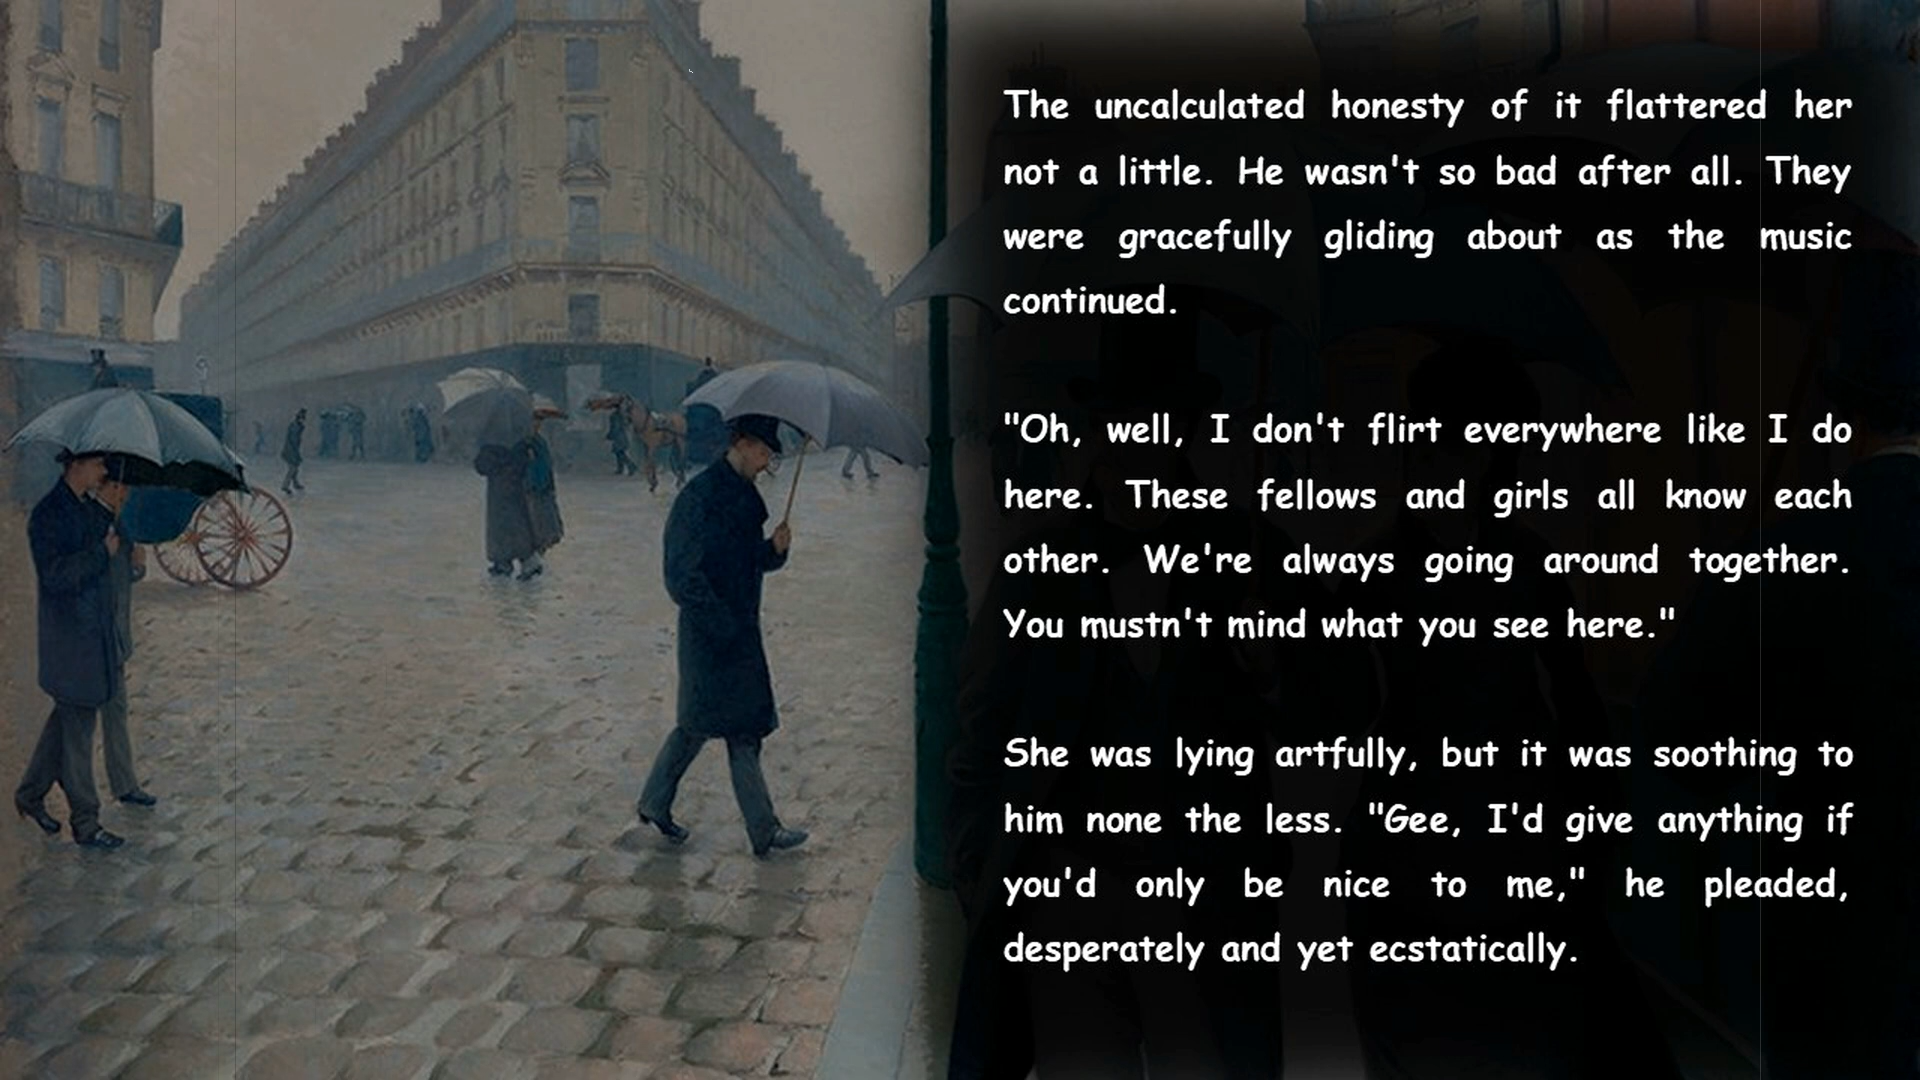 The uncalculated honesty of it flattered her
not a little. He wasn't so bad after all. They
were gracefully gliding about as the music
continued.
"Oh, well, I don't flirt everywhere like I do
here. These fellows and girls all know each
other. We're always going around together.
You mustn't mind what you see here."
She was lying artfully, but it was soothing to
him none the less. "Gee, I'd give anything if
you'd only be nice to me," he pleaded,
desperately and yet ecstatically.